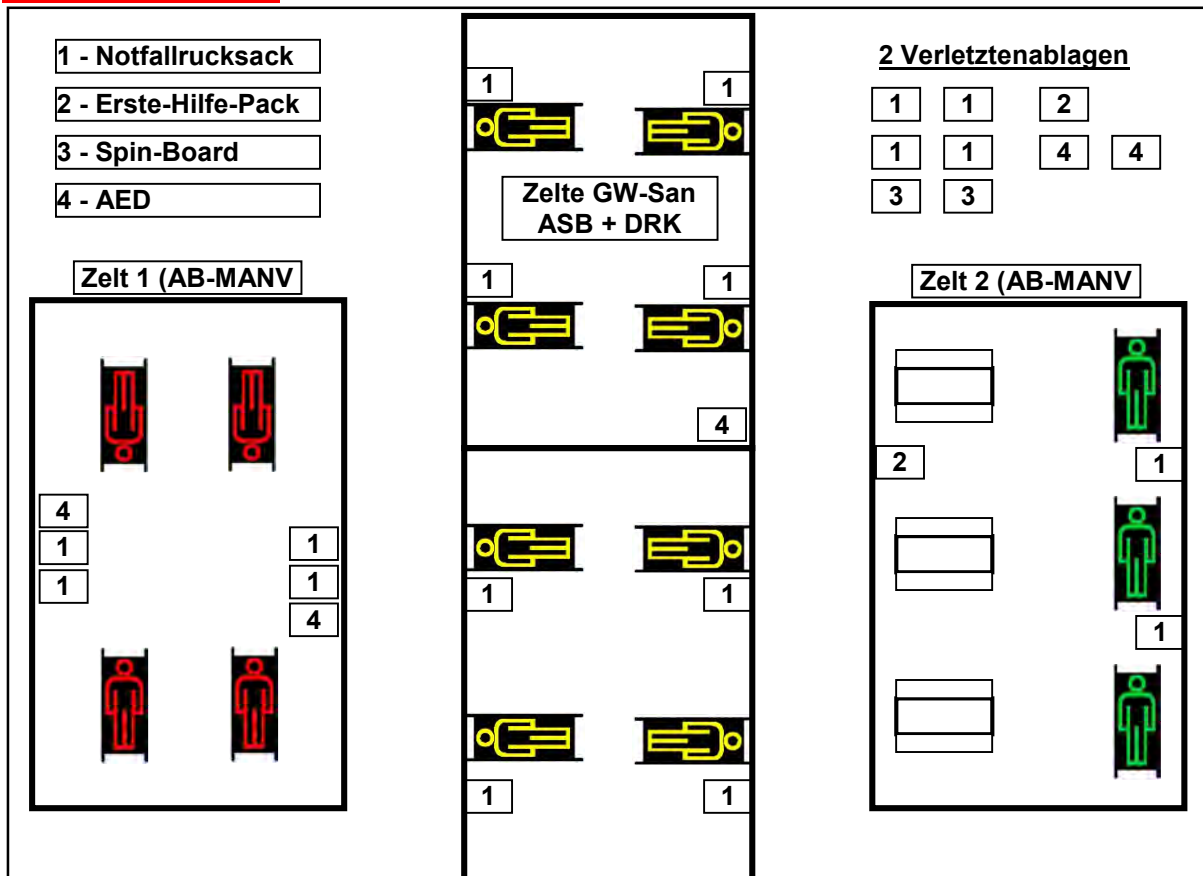 1 - Notfallrucksack
2 - Erste-Hilfe-Pack
3 - Spin-Board
4 - AED
1 1
Zelte GW-San
ASB + DRK
1 1
4
1 1
1 1
2 Verletztenablagen
1 1 2
1 1 4 4
3 3
Zelt 1 (AB-MANV
4
1
1
1
1
4
Zelt 2 (AB-MANV
2
1
1